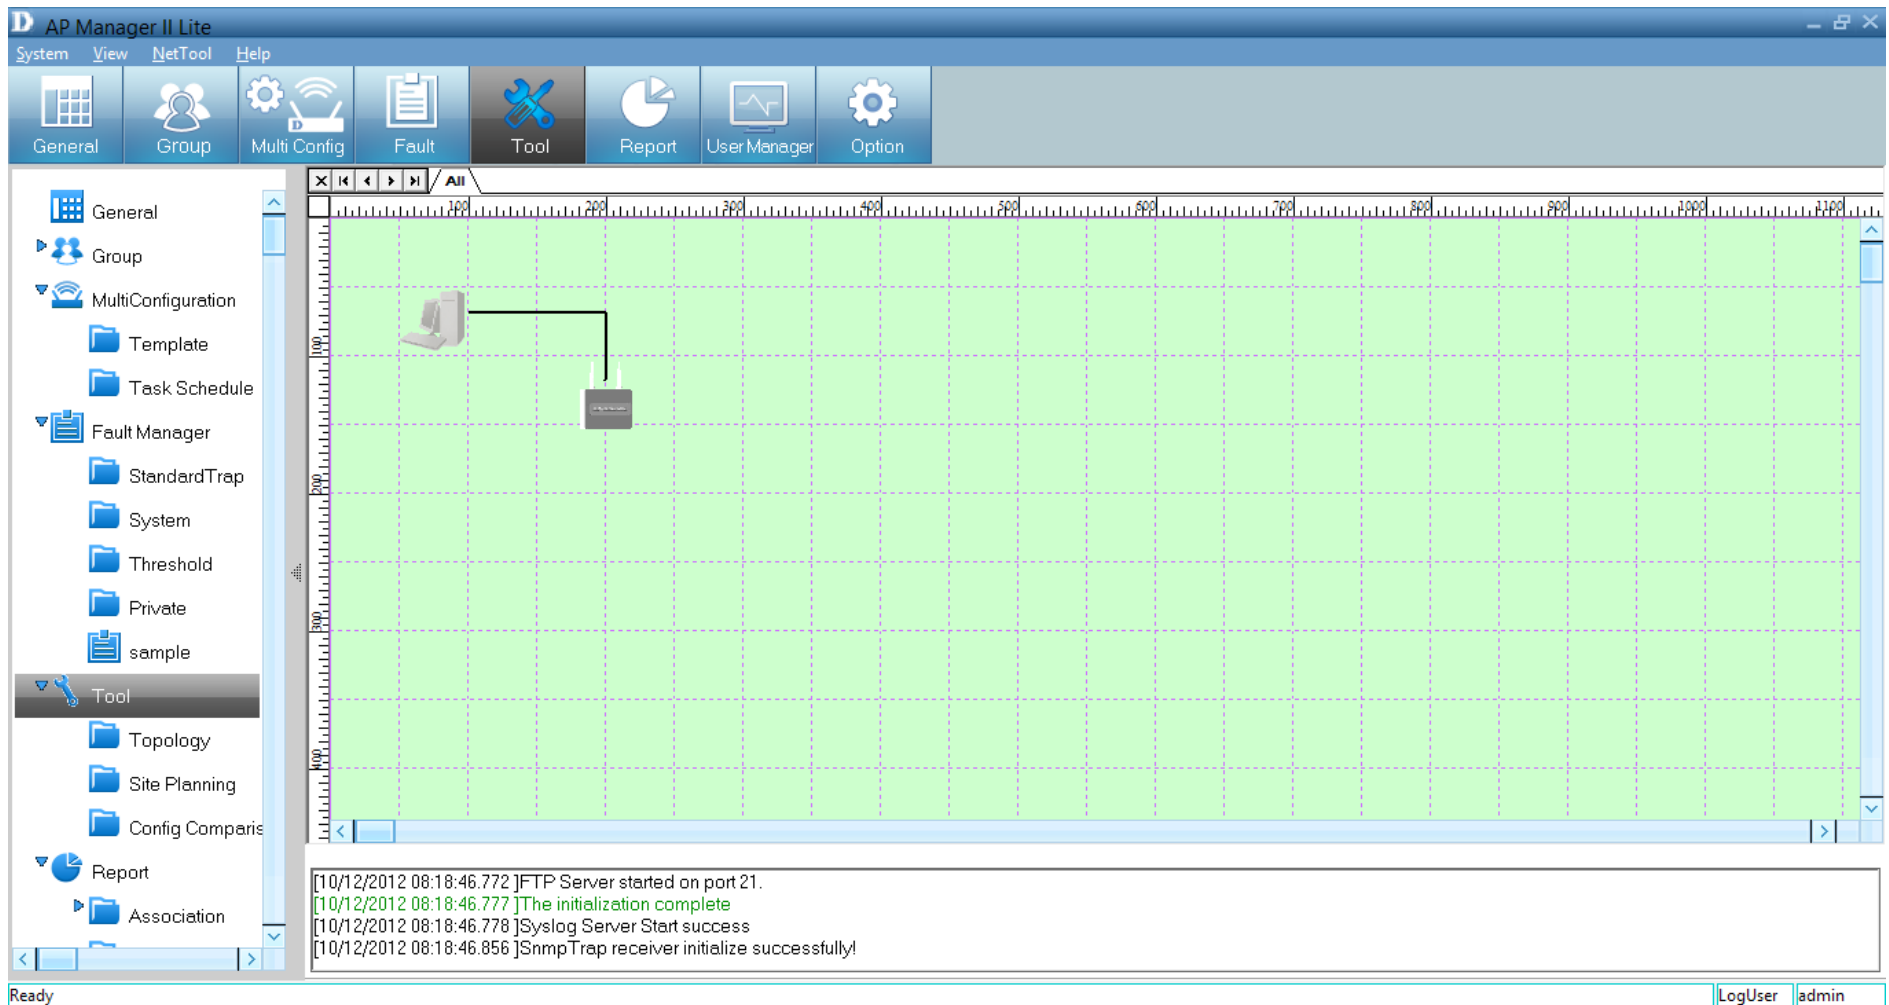 D AP Manager II Lite
System View NetTool Help
General Group Multi Config Fault Tool Report User Manager Option
All
100 200 300 400 500 600 700 800 900 1000 1100
100
200
300
400
General
Group
MultiConfiguration
Template
Task Schedule
Fault Manager
StandardTrap
System
Threshold
Private
sample
Tool
Topology
Site Planning
Config Comparis
Report
Association
[10/12/2012 08:18:46.772 ]FTP Server started on port 21.
[10/12/2012 08:18:46.777 ]The initialization complete
[10/12/2012 08:18:46.778 ]Syslog Server Start success
[10/12/2012 08:18:46.856 ]SnmpTrap receiver initialize successfully!
Ready LogUser admin